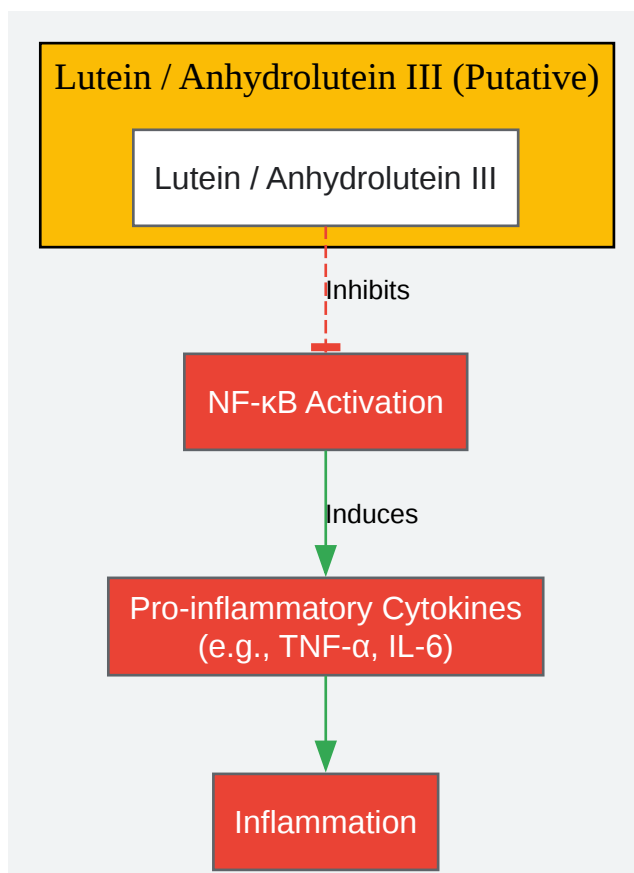 Lutein / Anhydrolutein III (Putative)
Lutein / Anhydrolutein III
Inhibits
NF-κB Activation
Induces
Pro-inflammatory Cytokines
(e.g., TNF-α, IL-6)
Inflammation